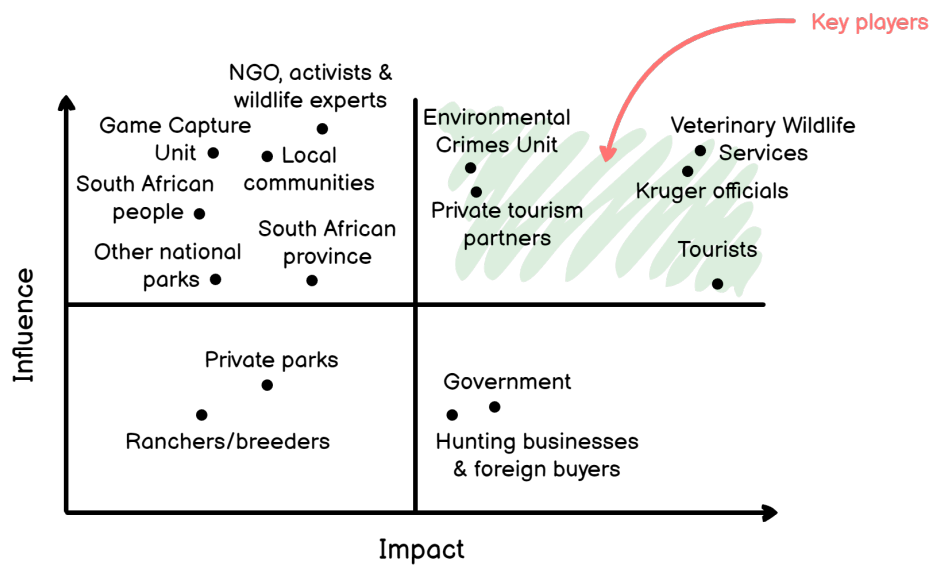 Key players
NGO, activists &
wildlife experts
Game Capture
Unit
Local
communities
South African
people
South African
province
Other national
parks
Environmental
Crimes Unit
Private tourism
partners
Veterinary Wildlife
Services
Kruger officials
Tourists
Influence
Private parks
Ranchers/breeders
Government
Hunting businesses
& foreign buyers
Impact